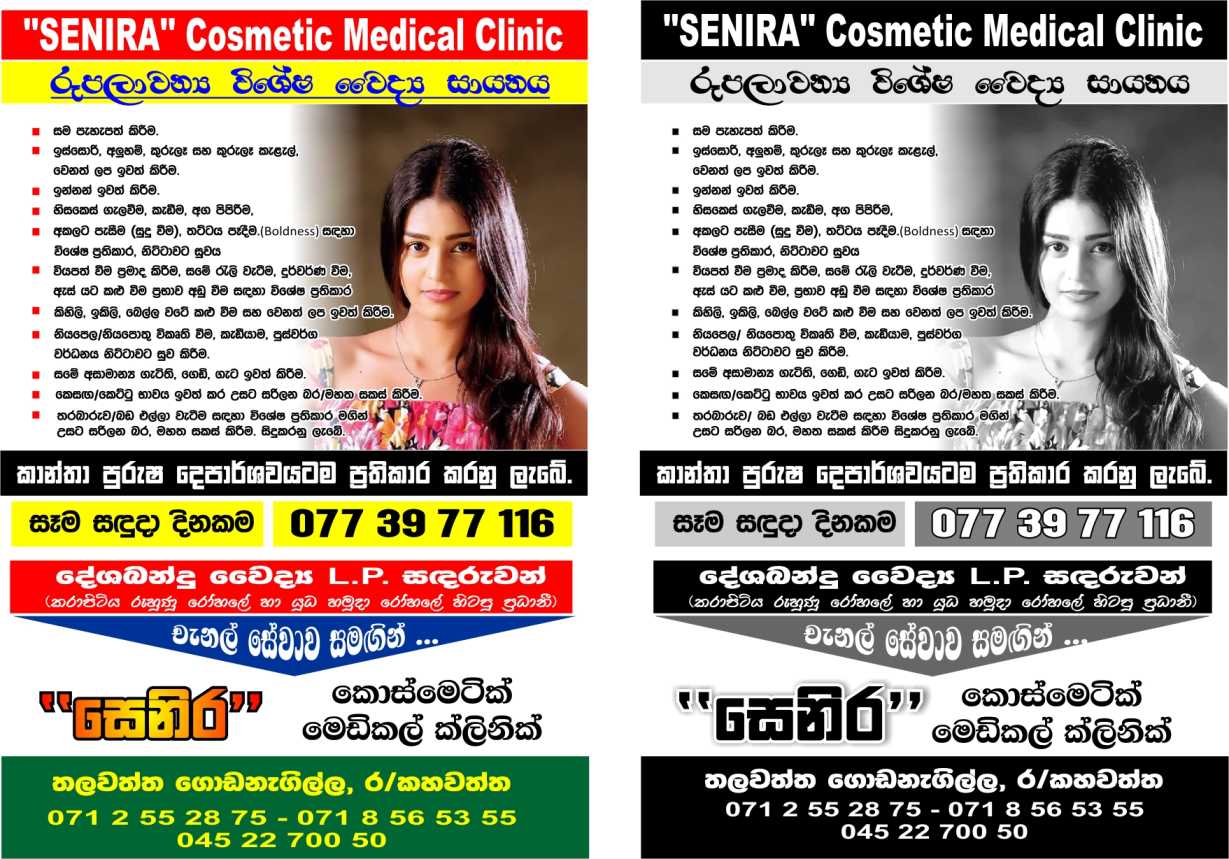 "SENIRA" Cosmetic Medical Clinic
රූපලාවන්‍ය විශේෂ වෛද්‍ය සායනය
සම පැහැපත් කිරීම.
ඉස්සොරි, අලුහම්, කුරුලෑ සහ කුරුලෑ කැළැල්,
වෙනත් ලප ඉවත් කිරීම.
ඉන්නන් ඉවත් කිරීම.
හිසකෙස් ගැලවීම, කැඩීම, අග පිපිරීම,
අකලට පැසීම (සුදු වීම), තට්ටය පෑදීම.(Boldness) සඳහා
විශේෂ ප්‍රතිකාර, නිට්ටාවට සුවය
වියපත් වීම ප්‍රමාද කිරීම, සමේ රැලි වැටීම, දුර්වර්ණ වීම,
ඇස් යට කළු වීම ප්‍රභාව අඩු වීම සඳහා විශේෂ ප්‍රතිකාර
කිහිලි, ඉකිලි, බෙල්ල වටේ කළු වීම සහ වෙනත් ලප ඉවත් කිරීම.
නියපෙල/නියපොතු විකෘති වීම, කැඩියාම, පුස්වර්ග
වර්ධනය නිට්ටාවට සුව කිරීම.
සමේ අසාමාන්‍ය ගැටිති, ගෙඩි, ගැට ඉවත් කිරීම.
කෙසඟ/කෙට්ටු භාවය ඉවත් කර උසට සරිලන බර/මහත සකස් කිරීම.
තරබාරුව/බඩ එල්ලා වැටීම සඳහා විශේෂ ප්‍රතිකාර මගින්
උසට සරිලන බර, මහත සකස් කිරීම. සිදුකරනු ලැබේ.
කාන්තා පුරුෂ දෙපාර්ශවයටම ප්‍රතිකාර කරනු ලැබේ.
සෑම සඳුදා දිනකම 077 39 77 116
දේශබන්දු වෛද්‍ය L.P. සඳරුවන්
(කරාපිටිය රුහුණු රෝහලේ හා යුධ හමුදා රෝහලේ හිටපු ප්‍රධානී)
චැනල් සේවාව සමඟින් ...
"සෙනිර" කොස්මෙටික්
මෙඩිකල් ක්ලිනික්
තලවත්ත ගොඩනැගිල්ල, ර/කහවත්ත
071 2 55 28 75 - 071 8 56 53 55
045 22 700 50
"SENIRA" Cosmetic Medical Clinic
රූපලාවන්‍ය විශේෂ වෛද්‍ය සායනය
සම පැහැපත් කිරීම.
ඉස්සොරි, අලුහම්, කුරුලෑ සහ කුරුලෑ කැළැල්,
වෙනත් ලප ඉවත් කිරීම.
ඉන්නන් ඉවත් කිරීම.
හිසකෙස් ගැලවීම, කැඩීම, අග පිපිරීම,
අකලට පැසීම (සුදු වීම), තට්ටය පෑදීම.(Boldness) සඳහා
විශේෂ ප්‍රතිකාර, නිට්ටාවට සුවය
වියපත් වීම ප්‍රමාද කිරීම, සමේ රැලි වැටීම, දුර්වර්ණ වීම,
ඇස් යට කළු වීම, ප්‍රභාව අඩු වීම සඳහා විශේෂ ප්‍රතිකාර
කිහිලි, ඉකිලි, බෙල්ල වටේ කළු වීම සහ වෙනත් ලප ඉවත් කිරීම.
නියපෙල/ නියපොතු විකෘති වීම, කැඩියාම, පුස්වර්ග
වර්ධනය නිට්ටාවට සුව කිරීම.
සමේ අසාමාන්‍ය ගැටිති, ගෙඩි, ගැට ඉවත් කිරීම.
කෙසඟ/කෙට්ටු භාවය ඉවත් කර උසට සරිලන බර/මහත සකස් කිරීම.
තරබාරුව/ බඩ එල්ලා වැටීම සඳහා විශේෂ ප්‍රතිකාර මගින්
උසට සරිලන බර, මහත සකස් කිරීම සිදුකරනු ලැබේ.
කාන්තා පුරුෂ දෙපාර්ශවයටම ප්‍රතිකාර කරනු ලැබේ.
සෑම සඳුදා දිනකම 077 39 77 116
දේශබන්දු වෛද්‍ය L.P. සඳරුවන්
(කරාපිටිය රුහුණු රෝහලේ හා යුධ හමුදා රෝහලේ හිටපු ප්‍රධානී)
චැනල් සේවාව සමඟින් ...
"සෙනිර" කොස්මෙටික්
මෙඩිකල් ක්ලිනික්
තලවත්ත ගොඩනැගිල්ල, ර/කහවත්ත
071 2 55 28 75 - 071 8 56 53 55
045 22 700 50